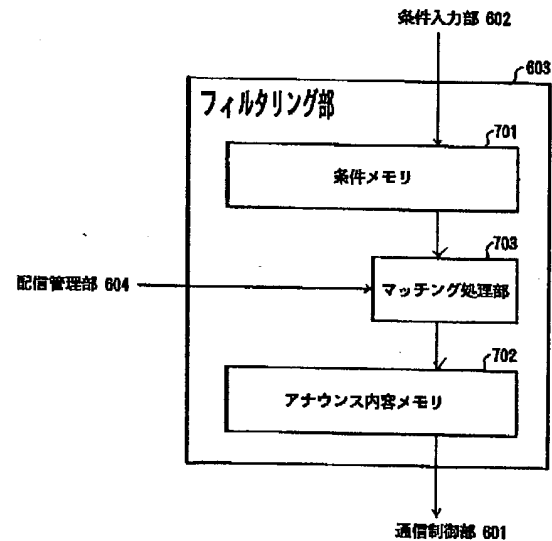 条件入力部 602
603
フィルタリング部
701
条件メモリ
703
配信管理部 604
マッチング処理部
702
アナウンス内容メモリ
通信制御部 601